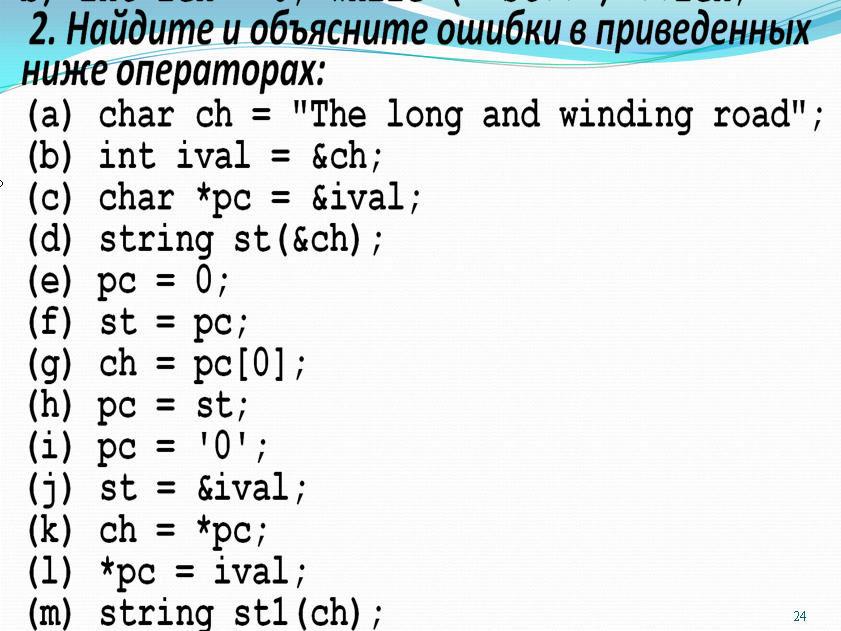 2. Найдите и объясните ошибки в приведенных
ниже операторах:
(a) char ch = "The long and winding road";
(b) int ival = &ch;
(c) char *pc = &ival;
(d) string st(&ch);
(e) pc = 0;
(f) st = pc;
(g) ch = pc[0];
(h) pc = st;
(i) pc = '0';
(j) st = &ival;
(k) ch = *pc;
(l) *pc = ival;
(m) string st1(ch);
24